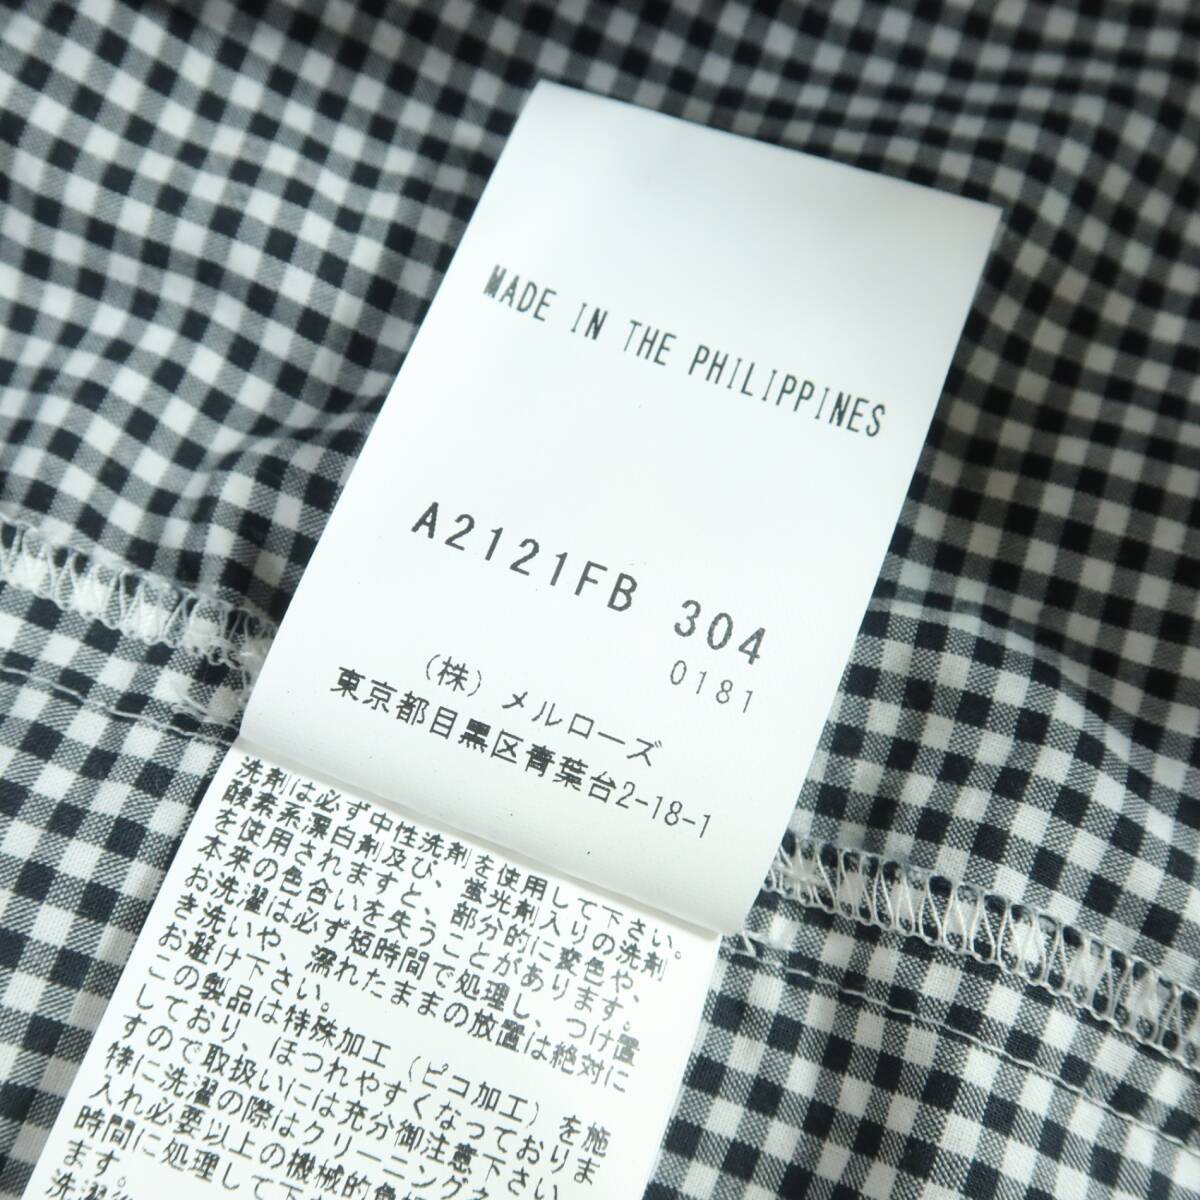 MADE IN THE PHILIPPINES
A2121FB 304
0181
(株) メルローズ
東京都目黒区青葉台2-18-1
洗剤は必ず中性洗剤を使用して下さい。
酸素系漂白剤及び、蛍光剤入りの洗剤
を使用されますと、部分的に変色や、
本来の色合いを失うことがあります。
お洗濯は必ず短時間で処理し、つけ置
き洗いや、濡れたままの放置は絶対に
お避け下さい。
この製品は特殊加工(ピコ加工)を施
しており、ほつれやすくなっておりま
すので取扱いには充分御注意下さい
特に洗濯の際はクリーニング
入れ必要以上の機械的
時間に処理して下
ます。
洗濯